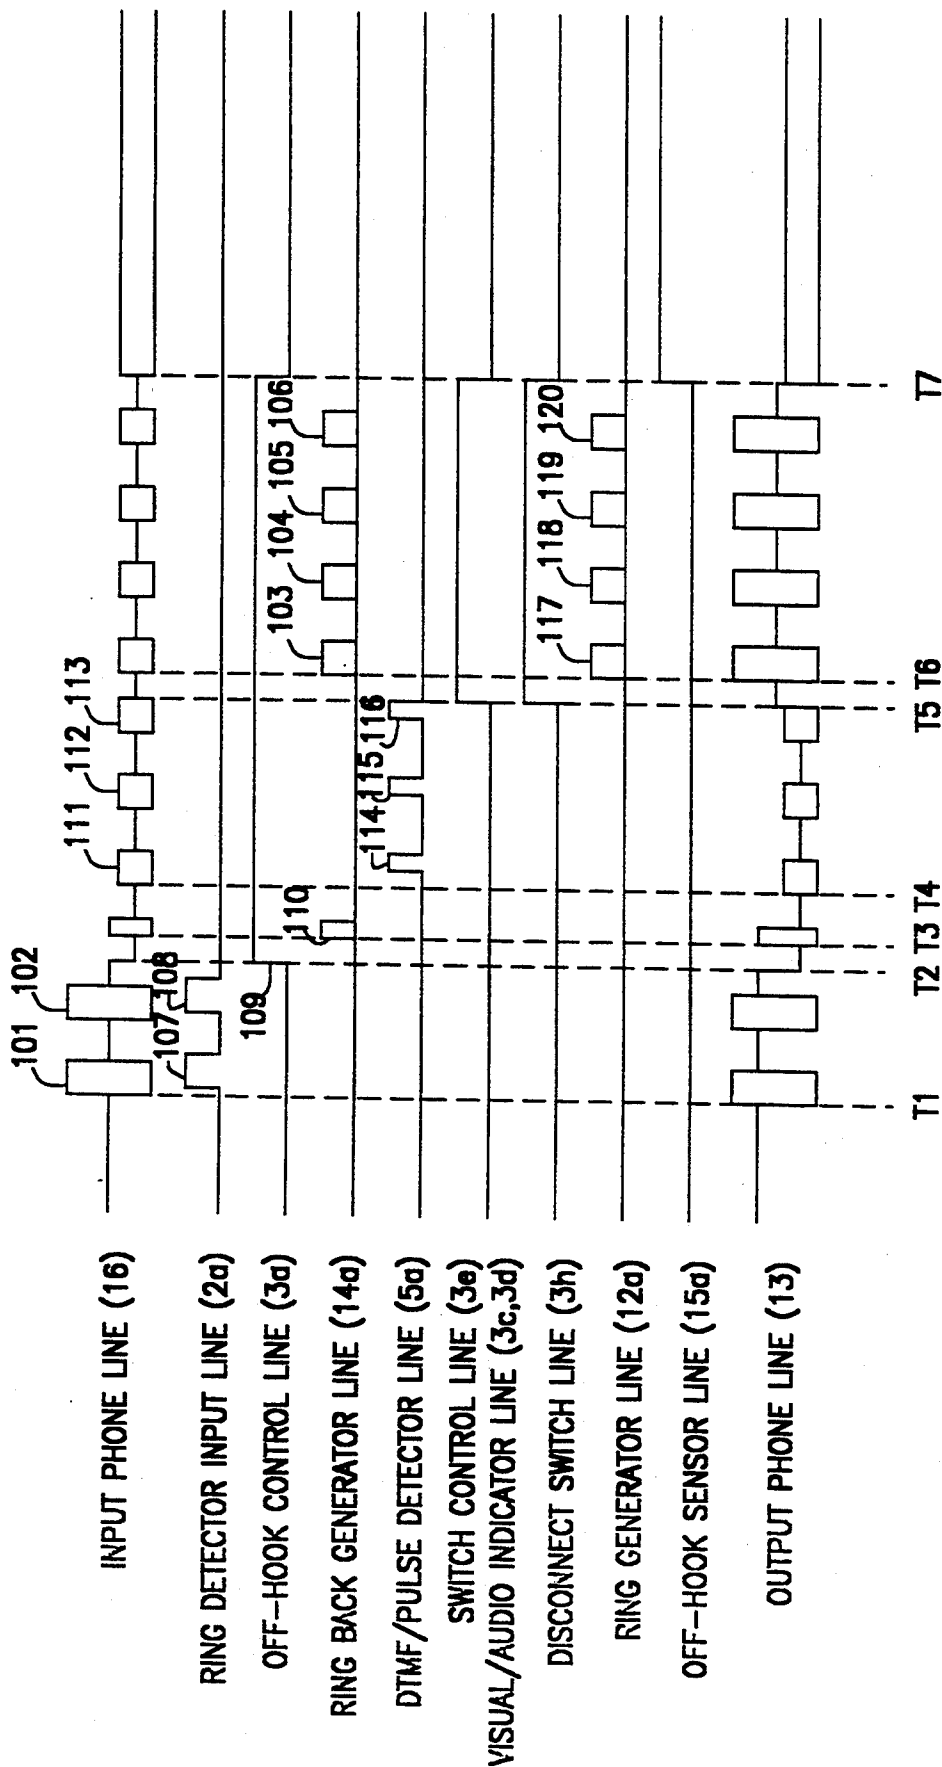 101
102
111
112
113
INPUT PHONE LINE (16)
107
108
RING DETECTOR INPUT LINE (2a)
109
103
104
105
106
OFF-HOOK CONTROL LINE (3a)
110
RING BACK GENERATOR LINE (14a)
114
115
116
DTMF/PULSE DETECTOR LINE (5a)
SWITCH CONTROL LINE (3e)
VISUAL/AUDIO INDICATOR LINE (3c,3d)
117
118
119
120
DISCONNECT SWITCH LINE (3h)
RING GENERATOR LINE (12a)
OFF-HOOK SENSOR LINE (15a)
OUTPUT PHONE LINE (13)
T1 T2 T3 T4 T5 T6 T7